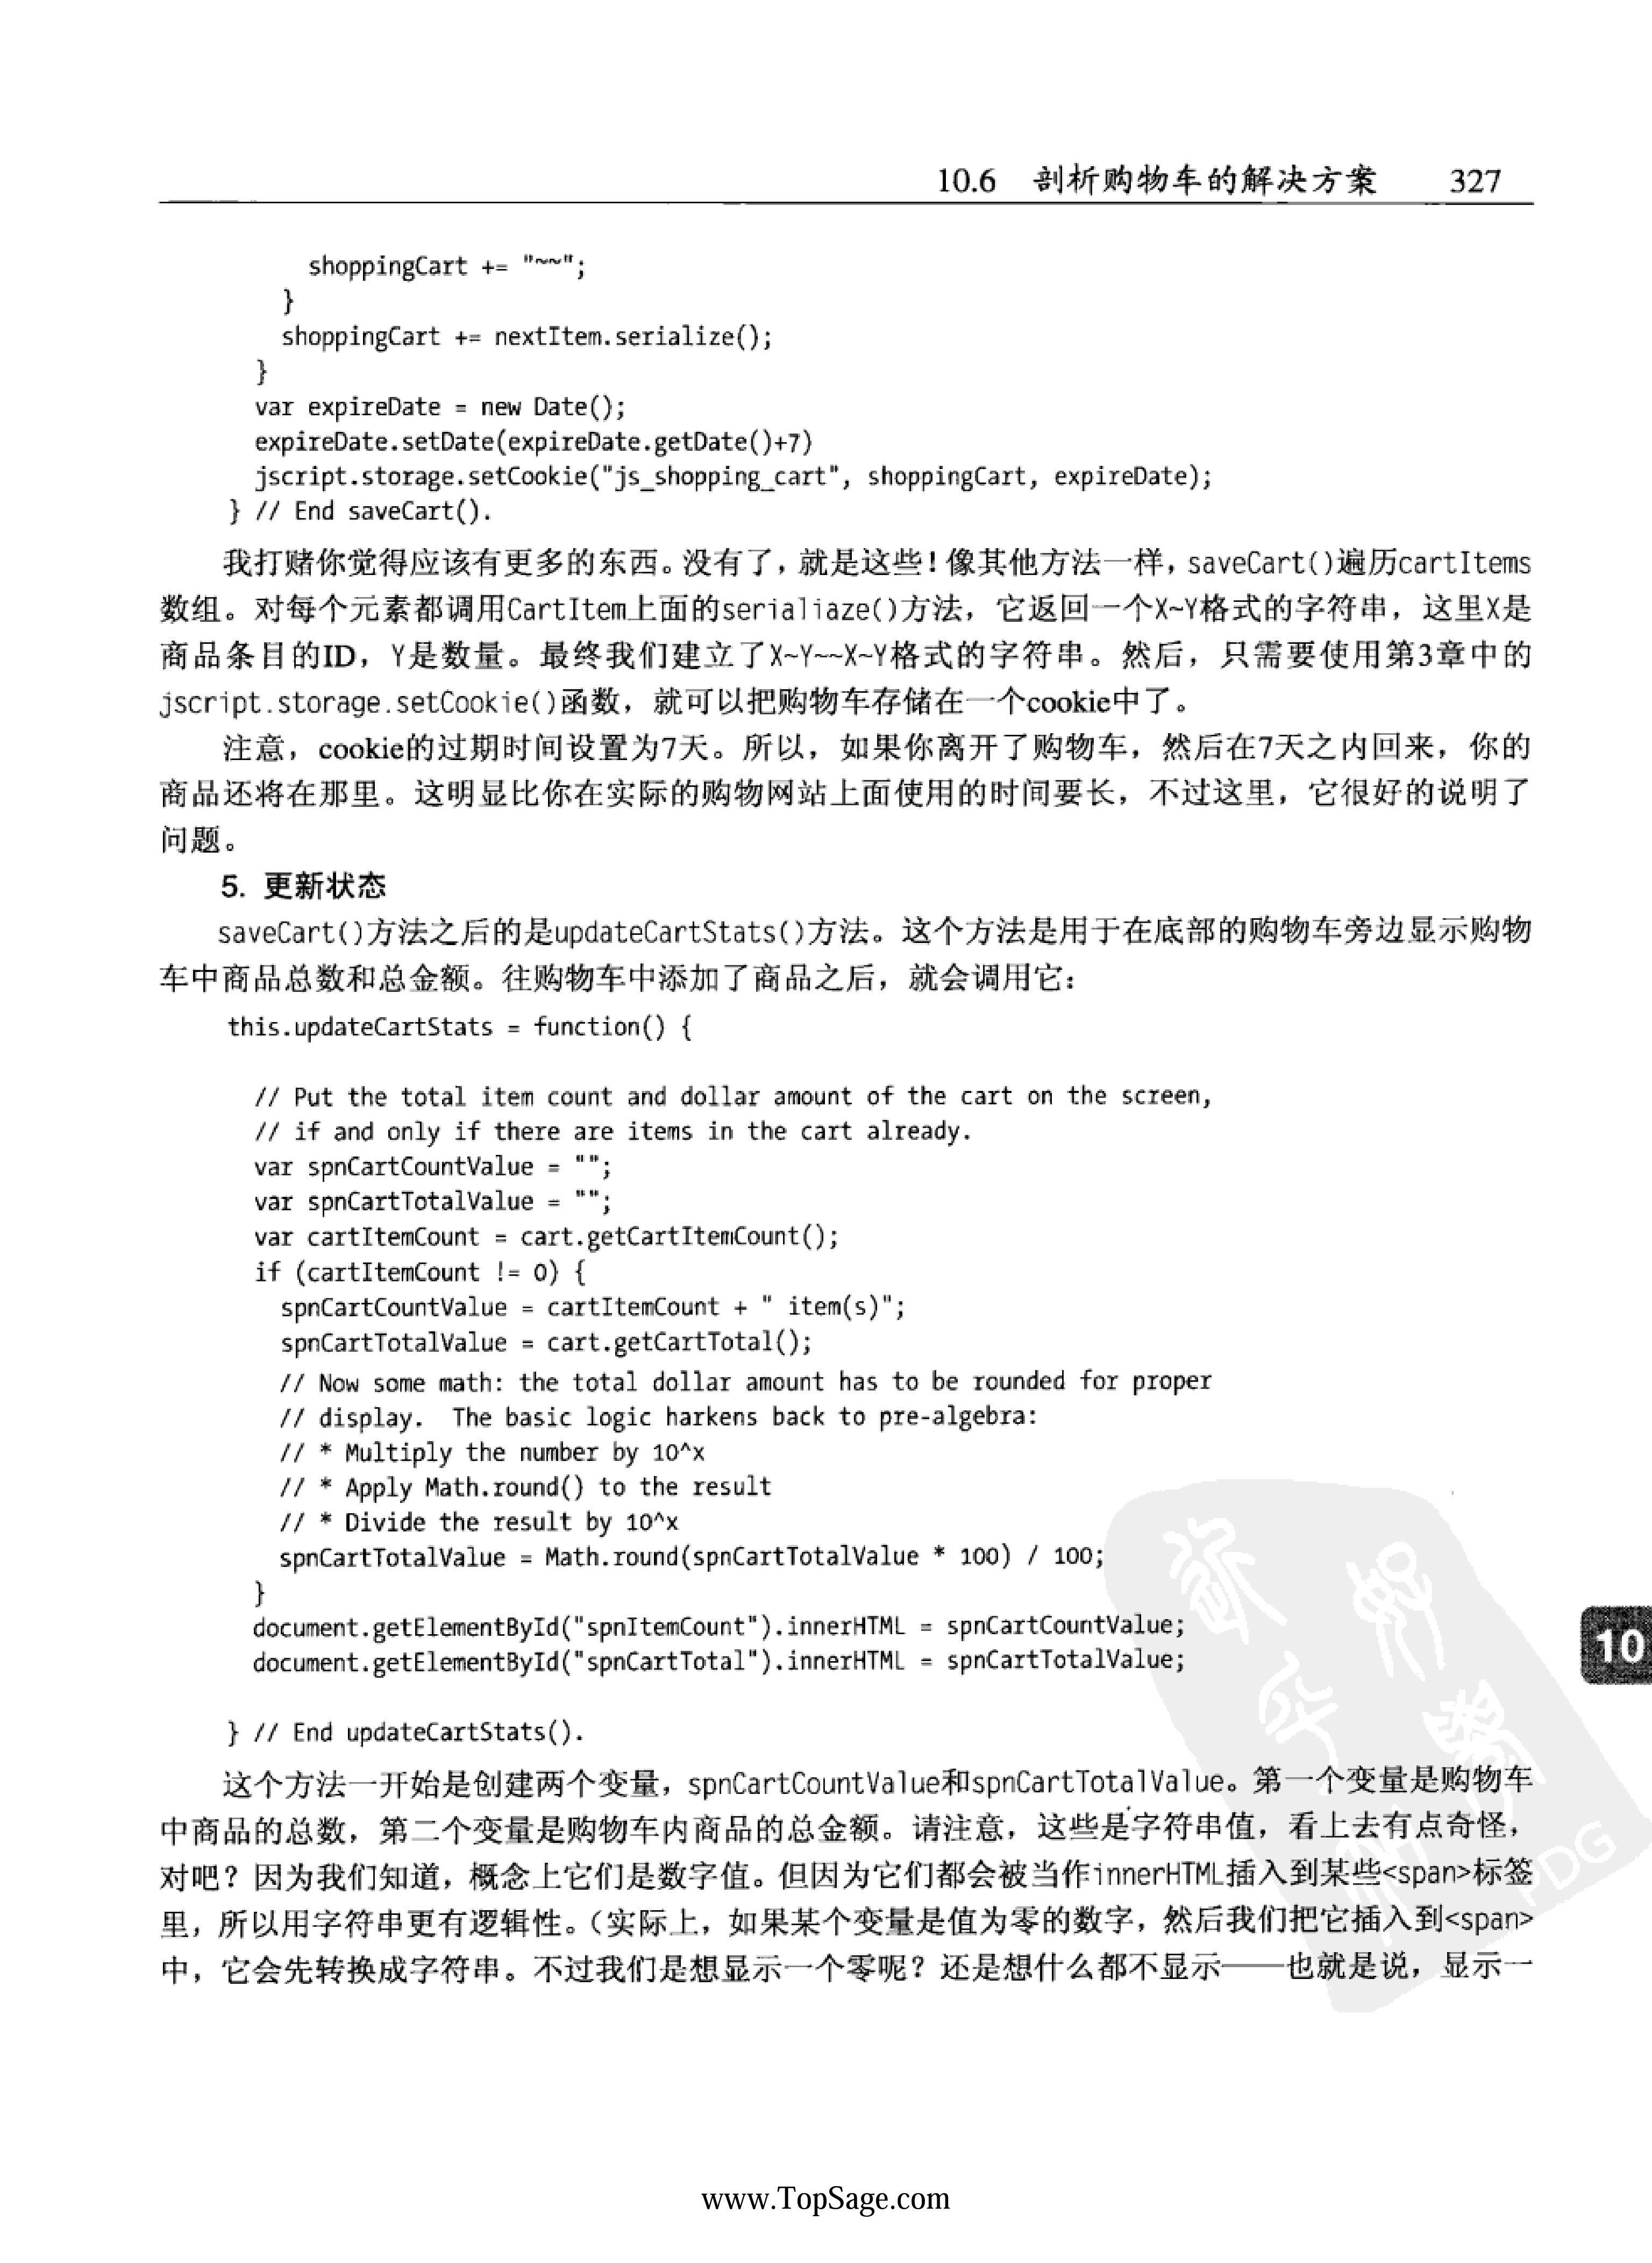 10.6 剖析购物车的解决方案 327
shoppingCart += "~~";
}
shoppingCart += nextItem.serialize();
}
var expireDate = new Date();
expireDate.setDate(expireDate.getDate()+7)
jscript.storage.setCookie("js_shopping_cart", shoppingCart, expireDate);
} // End saveCart().
我打赌你觉得应该有更多的东西。没有了，就是这些！像其他方法一样，saveCart()遍历cartItems
数组。对每个元素都调用CartItem上面的serialiaze()方法，它返回一个X~Y格式的字符串，这里X是
商品条目的ID，Y是数量。最终我们建立了X~Y~~X~Y格式的字符串。然后，只需要使用第3章中的
jscript.storage.setCookie()函数，就可以把购物车存储在一个cookie中了。
注意，cookie的过期时间设置为7天。所以，如果你离开了购物车，然后在7天之内回来，你的
商品还将在那里。这明显比你在实际的购物网站上面使用的时间要长，不过这里，它很好的说明了
问题。
5. 更新状态
saveCart()方法之后的是updateCartStats()方法。这个方法是用于在底部的购物车旁边显示购物
车中商品总数和总金额。往购物车中添加了商品之后，就会调用它：
this.updateCartStats = function() {
// Put the total item count and dollar amount of the cart on the screen,
// if and only if there are items in the cart already.
var spnCartCountValue = "";
var spnCartTotalValue = "";
var cartItemCount = cart.getCartItemCount();
if (cartItemCount != 0) {
spnCartCountValue = cartItemCount + " item(s)";
spnCartTotalValue = cart.getCartTotal();
// Now some math: the total dollar amount has to be rounded for proper
// display.  The basic logic harkens back to pre-algebra:
// * Multiply the number by 10^x
// * Apply Math.round() to the result
// * Divide the result by 10^x
spnCartTotalValue = Math.round(spnCartTotalValue * 100) / 100;
}
document.getElementById("spnItemCount").innerHTML = spnCartCountValue;
document.getElementById("spnCartTotal").innerHTML = spnCartTotalValue;
10
} // End updateCartStats().
这个方法一开始是创建两个变量，spnCartCountValue和spnCartTotalValue。第一个变量是购物车
中商品的总数，第二个变量是购物车内商品的总金额。请注意，这些是字符串值，看上去有点奇怪，
对吧？因为我们知道，概念上它们是数字值。但因为它们都会被当作innerHTML插入到某些<span>标签
里，所以用字符串更有逻辑性。（实际上，如果某个变量是值为零的数字，然后我们把它插入到<span>
中，它会先转换成字符串。不过我们是想显示一个零呢？还是想什么都不显示——也就是说，显示一
PDG
www.TopSage.com